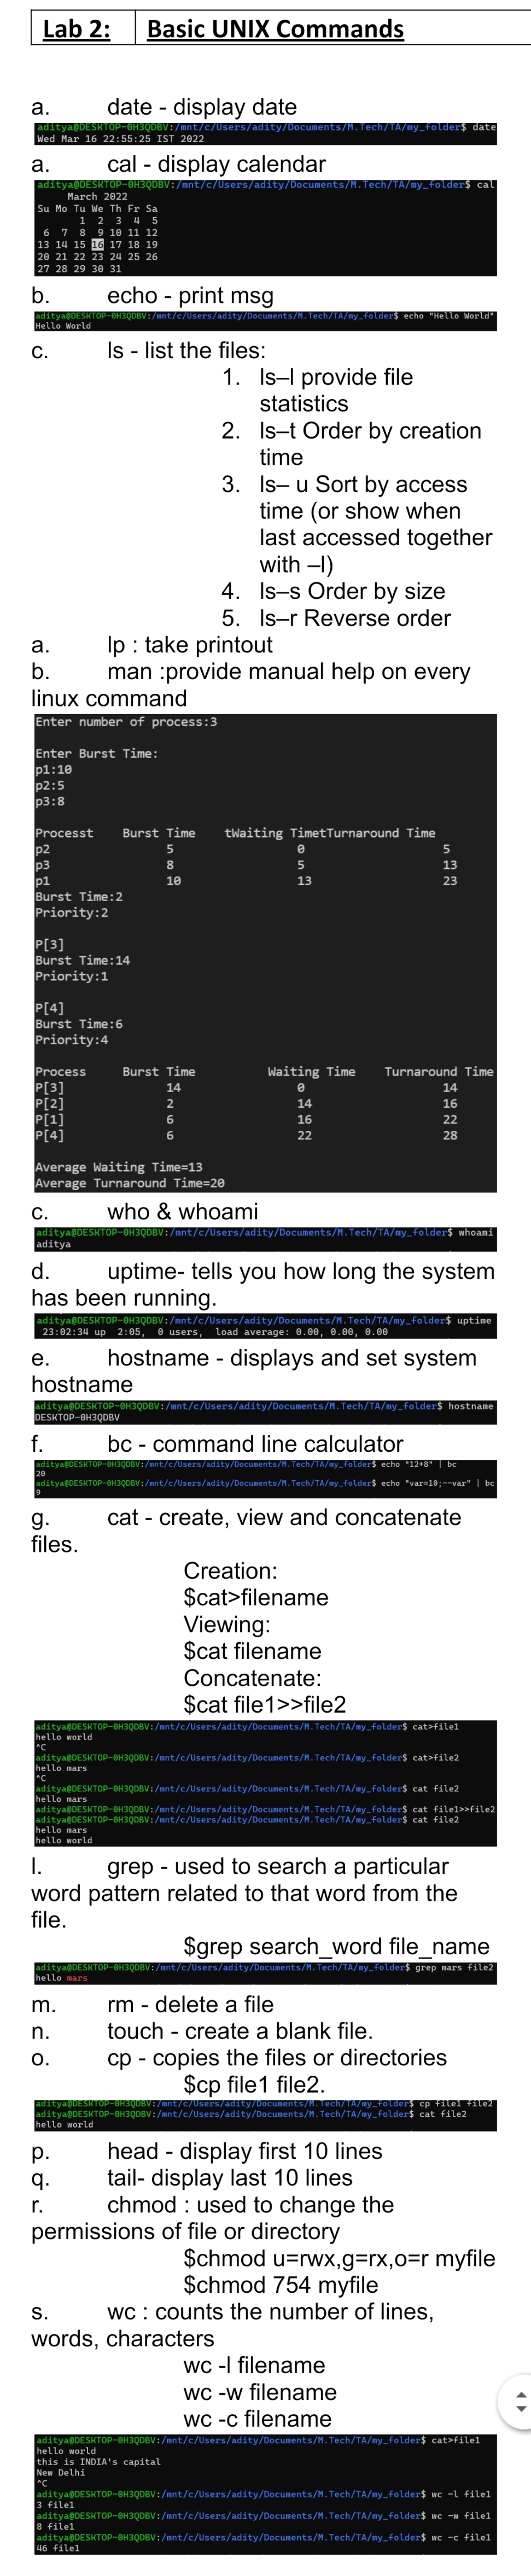 Lab 2: Basic UNIX Commands
a. date - display date
aditya@DESKTOP-0H3QDBV:/mnt/c/Users/adity/Documents/M.Tech/TA/my_folder$ date
Wed Mar 16 22:55:25 IST 2022
a. cal - display calendar
aditya@DESKTOP-0H3QDBV:/mnt/c/Users/adity/Documents/M.Tech/TA/my_folder$ cal
March 2022
Su Mo Tu We Th Fr Sa
1 2 3 4 5
6 7 8 9 10 11 12
13 14 15 16 17 18 19
20 21 22 23 24 25 26
27 28 29 30 31
b. echo - print msg
aditya@DESKTOP-0H3QDBV:/mnt/c/Users/adity/Documents/M.Tech/TA/my_folder$ echo "Hello World"
Hello World
c. ls - list the files:
1. ls–l provide file
statistics
2. ls–t Order by creation
time
3. ls– u Sort by access
time (or show when
last accessed together
with –l)
4. ls–s Order by size
5. ls–r Reverse order
a. lp : take printout
b. man :provide manual help on every
linux command
Enter number of process:3
Enter Burst Time:
p1:10
p2:5
p3:8
Processt Burst Time tWaiting TimetTurnaround Time
p2 5 0 5
p3 8 5 13
p1 10 13 23
Burst Time:2
Priority:2
P[3]
Burst Time:14
Priority:1
P[4]
Burst Time:6
Priority:4
Process Burst Time Waiting Time Turnaround Time
P[3] 14 0 14
P[2] 2 14 16
P[1] 6 16 22
P[4] 6 22 28
Average Waiting Time=13
Average Turnaround Time=20
c. who & whoami
aditya@DESKTOP-0H3QDBV:/mnt/c/Users/adity/Documents/M.Tech/TA/my_folder$ whoami
aditya
d. uptime- tells you how long the system
has been running.
aditya@DESKTOP-0H3QDBV:/mnt/c/Users/adity/Documents/M.Tech/TA/my_folder$ uptime
23:02:34 up 2:05, 0 users, load average: 0.00, 0.00, 0.00
e. hostname - displays and set system
hostname
aditya@DESKTOP-0H3QDBV:/mnt/c/Users/adity/Documents/M.Tech/TA/my_folder$ hostname
DESKTOP-0H3QDBV
f. bc - command line calculator
aditya@DESKTOP-0H3QDBV:/mnt/c/Users/adity/Documents/M.Tech/TA/my_folder$ echo "12+8" | bc
20
aditya@DESKTOP-0H3QDBV:/mnt/c/Users/adity/Documents/M.Tech/TA/my_folder$ echo "var=10;--var" | bc
9
g. cat - create, view and concatenate
files.
Creation:
$cat>filename
Viewing:
$cat filename
Concatenate:
$cat file1>>file2
aditya@DESKTOP-0H3QDBV:/mnt/c/Users/adity/Documents/M.Tech/TA/my_folder$ cat>file1
hello world
^C
aditya@DESKTOP-0H3QDBV:/mnt/c/Users/adity/Documents/M.Tech/TA/my_folder$ cat>file2
hello mars
^C
aditya@DESKTOP-0H3QDBV:/mnt/c/Users/adity/Documents/M.Tech/TA/my_folder$ cat file2
hello mars
aditya@DESKTOP-0H3QDBV:/mnt/c/Users/adity/Documents/M.Tech/TA/my_folder$ cat file1>>file2
aditya@DESKTOP-0H3QDBV:/mnt/c/Users/adity/Documents/M.Tech/TA/my_folder$ cat file2
hello mars
hello world
l. grep - used to search a particular
word pattern related to that word from the
file.
$grep search_word file_name
aditya@DESKTOP-0H3QDBV:/mnt/c/Users/adity/Documents/M.Tech/TA/my_folder$ grep mars file2
hello mars
m. rm - delete a file
n. touch - create a blank file.
o. cp - copies the files or directories
$cp file1 file2.
aditya@DESKTOP-0H3QDBV:/mnt/c/Users/adity/Documents/M.Tech/TA/my_folder$ cp file1 file2
aditya@DESKTOP-0H3QDBV:/mnt/c/Users/adity/Documents/M.Tech/TA/my_folder$ cat file2
hello world
p. head - display first 10 lines
q. tail- display last 10 lines
r. chmod : used to change the
permissions of file or directory
$chmod u=rwx,g=rx,o=r myfile
$chmod 754 myfile
s. wc : counts the number of lines,
words, characters
wc -l filename
wc -w filename
wc -c filename
aditya@DESKTOP-0H3QDBV:/mnt/c/Users/adity/Documents/M.Tech/TA/my_folder$ cat>file1
hello world
this is INDIA's capital
New Delhi
^C
aditya@DESKTOP-0H3QDBV:/mnt/c/Users/adity/Documents/M.Tech/TA/my_folder$ wc -l file1
3 file1
aditya@DESKTOP-0H3QDBV:/mnt/c/Users/adity/Documents/M.Tech/TA/my_folder$ wc -w file1
8 file1
aditya@DESKTOP-0H3QDBV:/mnt/c/Users/adity/Documents/M.Tech/TA/my_folder$ wc -c file1
46 file1